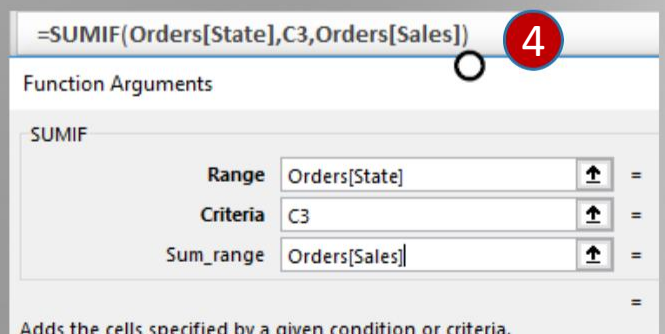 =SUMIF(Orders[State],C3,Orders[Sales])
4
Function Arguments
SUMIF
Range Orders[State] =
Criteria C3 =
Sum_range Orders[Sales] =
=
Adds the cells specified by a given condition or criteria.